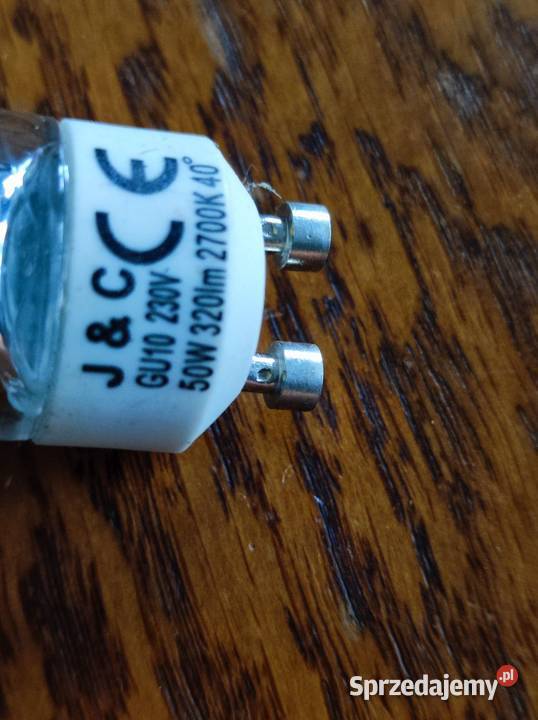 J & C CE
GU10 230V
50W 320lm 2700K 40°
Sprzedajemy.pl